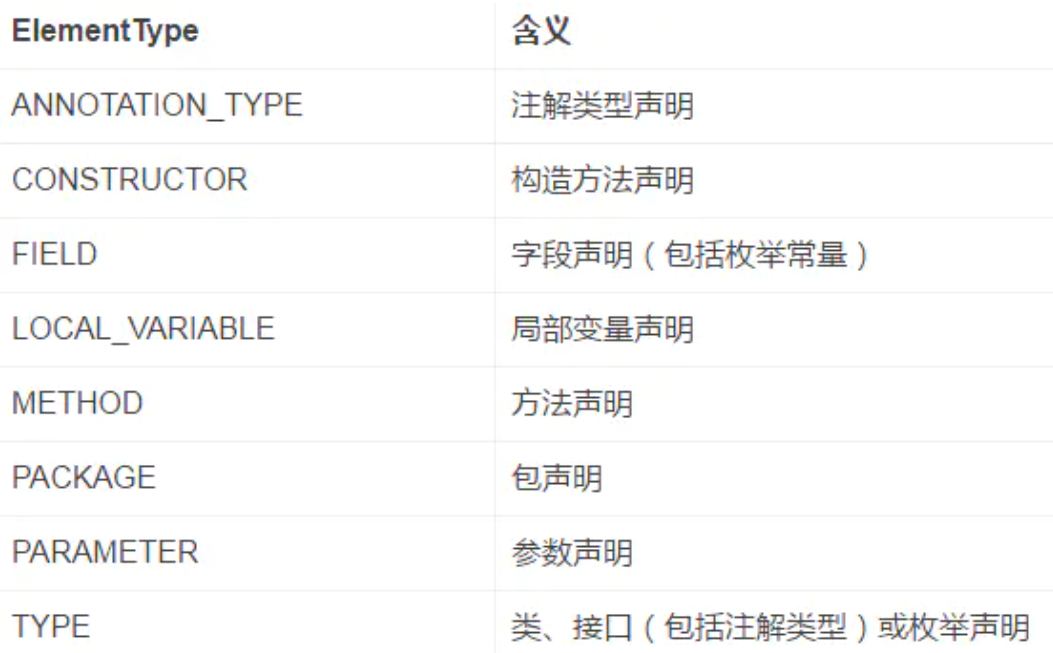 ElementType 含义
ANNOTATION_TYPE 注解类型声明
CONSTRUCTOR 构造方法声明
FIELD 字段声明（包括枚举常量）
LOCAL_VARIABLE 局部变量声明
METHOD 方法声明
PACKAGE 包声明
PARAMETER 参数声明
TYPE 类、接口（包括注解类型）或枚举声明